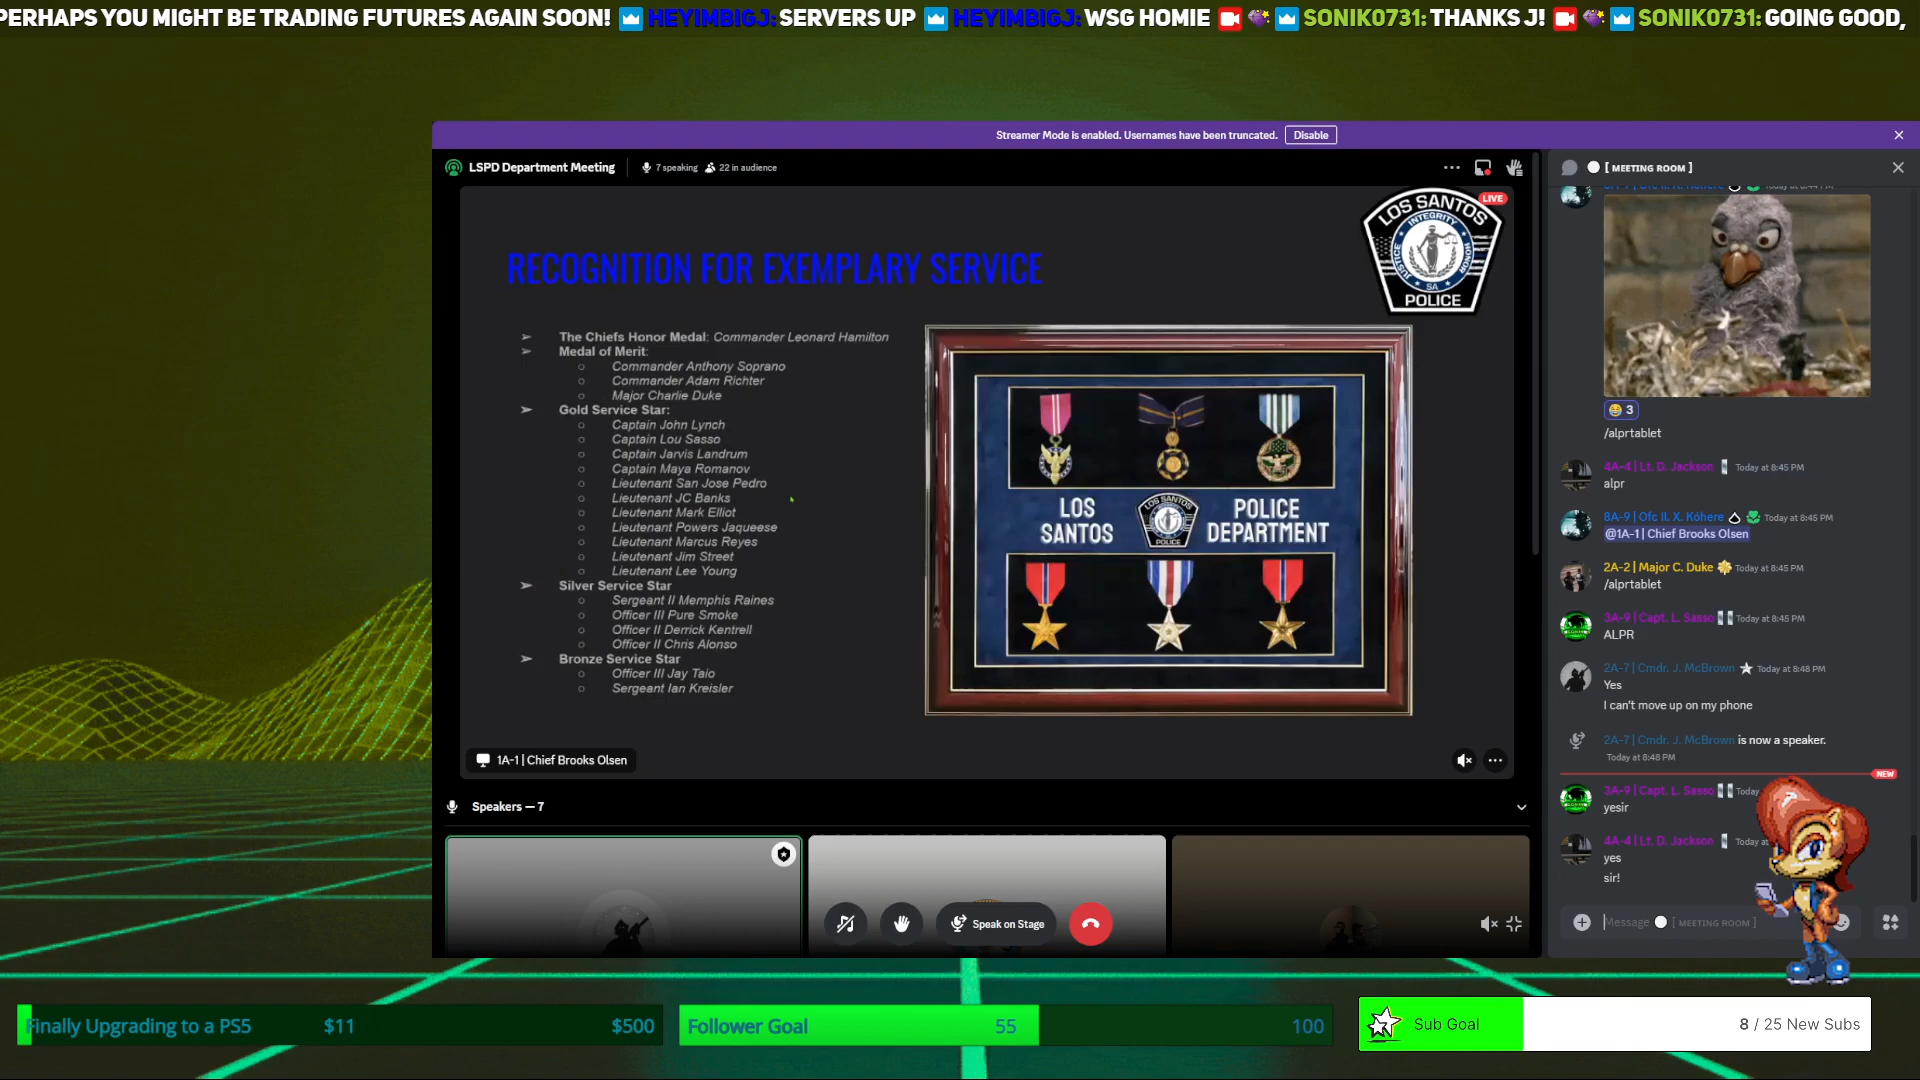 PERHAPS YOU MIGHT BE TRADING FUTURES AGAIN SOON! HEYIMBIGJ: SERVERS UP HEYIMBIGJ: WSG HOMIE SONIK0731: THANKS J! SONIK0731: GOING GOOD,
Streamer Mode is enabled. Usernames have been truncated. Disable
LSPD Department Meeting 7 speaking 22 in audience
LIVE
LOS SANTOS
INTEGRITY
JUSTICE HONOR
SA
POLICE
RECOGNITION FOR EXEMPLARY SERVICE
➢ The Chiefs Honor Medal: Commander Leonard Hamilton
➢ Medal of Merit:
○ Commander Anthony Soprano
○ Commander Adam Richter
○ Major Charlie Duke
➢ Gold Service Star:
○ Captain John Lynch
○ Captain Lou Sasso
○ Captain Jarvis Landrum
○ Captain Maya Romanov
○ Lieutenant San Jose Pedro
○ Lieutenant JC Banks
○ Lieutenant Mark Elliot
○ Lieutenant Powers Jaqueese
○ Lieutenant Marcus Reyes
○ Lieutenant Jim Street
○ Lieutenant Lee Young
➢ Silver Service Star
○ Sergeant II Memphis Raines
○ Officer III Pure Smoke
○ Officer II Derrick Kentrell
○ Officer II Chris Alonso
➢ Bronze Service Star
○ Officer III Jay Taio
○ Sergeant Ian Kreisler
LOS SANTOS
POLICE DEPARTMENT
LOS SANTOS
POLICE
1A-1 | Chief Brooks Olsen
Speakers — 7
Speak on Stage
[ MEETING ROOM ]
3
/alprtablet
4A-4 | Lt. D. Jackson Today at 8:45 PM
alpr
8A-9 | Ofc II. X. Kóhere Today at 8:45 PM
@1A-1 | Chief Brooks Olsen
2A-2 | Major C. Duke Today at 8:45 PM
/alprtablet
3A-9 | Capt. L. Sasso Today at 8:45 PM
ALPR
2A-7 | Cmdr. J. McBrown Today at 8:48 PM
Yes
I can't move up on my phone
2A-7 | Cmdr. J. McBrown is now a speaker.
Today at 8:48 PM
NEW
3A-9 | Capt. L. Sasso Today
yesir
4A-4 | Lt. D. Jackson Today at
yes
sir!
Message [ MEETING ROOM ]
Finally Upgrading to a PS5 $11 $500
Follower Goal 55 100
Sub Goal 8 / 25 New Subs